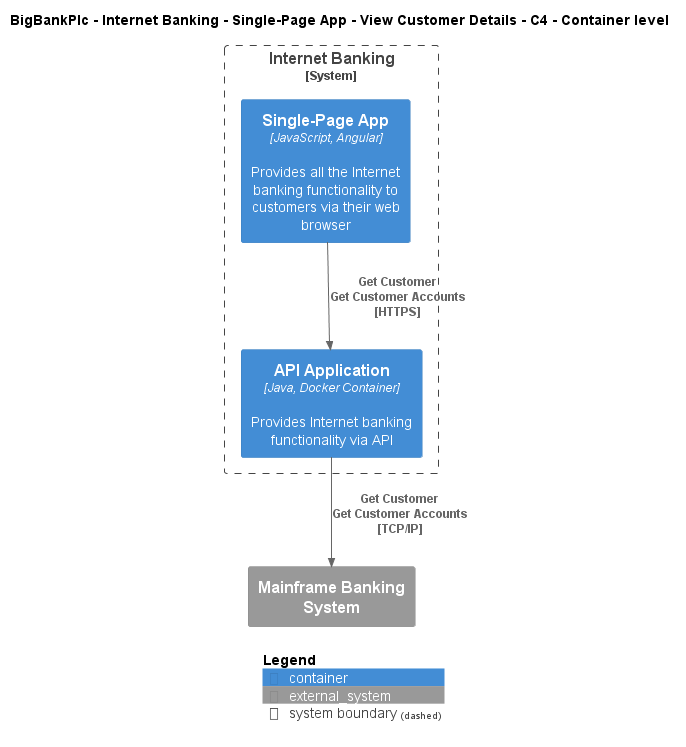 BigBankPlc - Internet Banking - Single-Page App - View Customer Details - C4 - Container level
Internet Banking
[System]
Single-Page App
[JavaScript, Angular]
Provides all the Internet
banking functionality to
customers via their web
browser
Get Customer
Get Customer Accounts
[HTTPS]
API Application
[Java, Docker Container]
Provides Internet banking
functionality via API
Get Customer
Get Customer Accounts
[TCP/IP]
Mainframe Banking
System
Legend
container
external_system
system boundary (dashed)